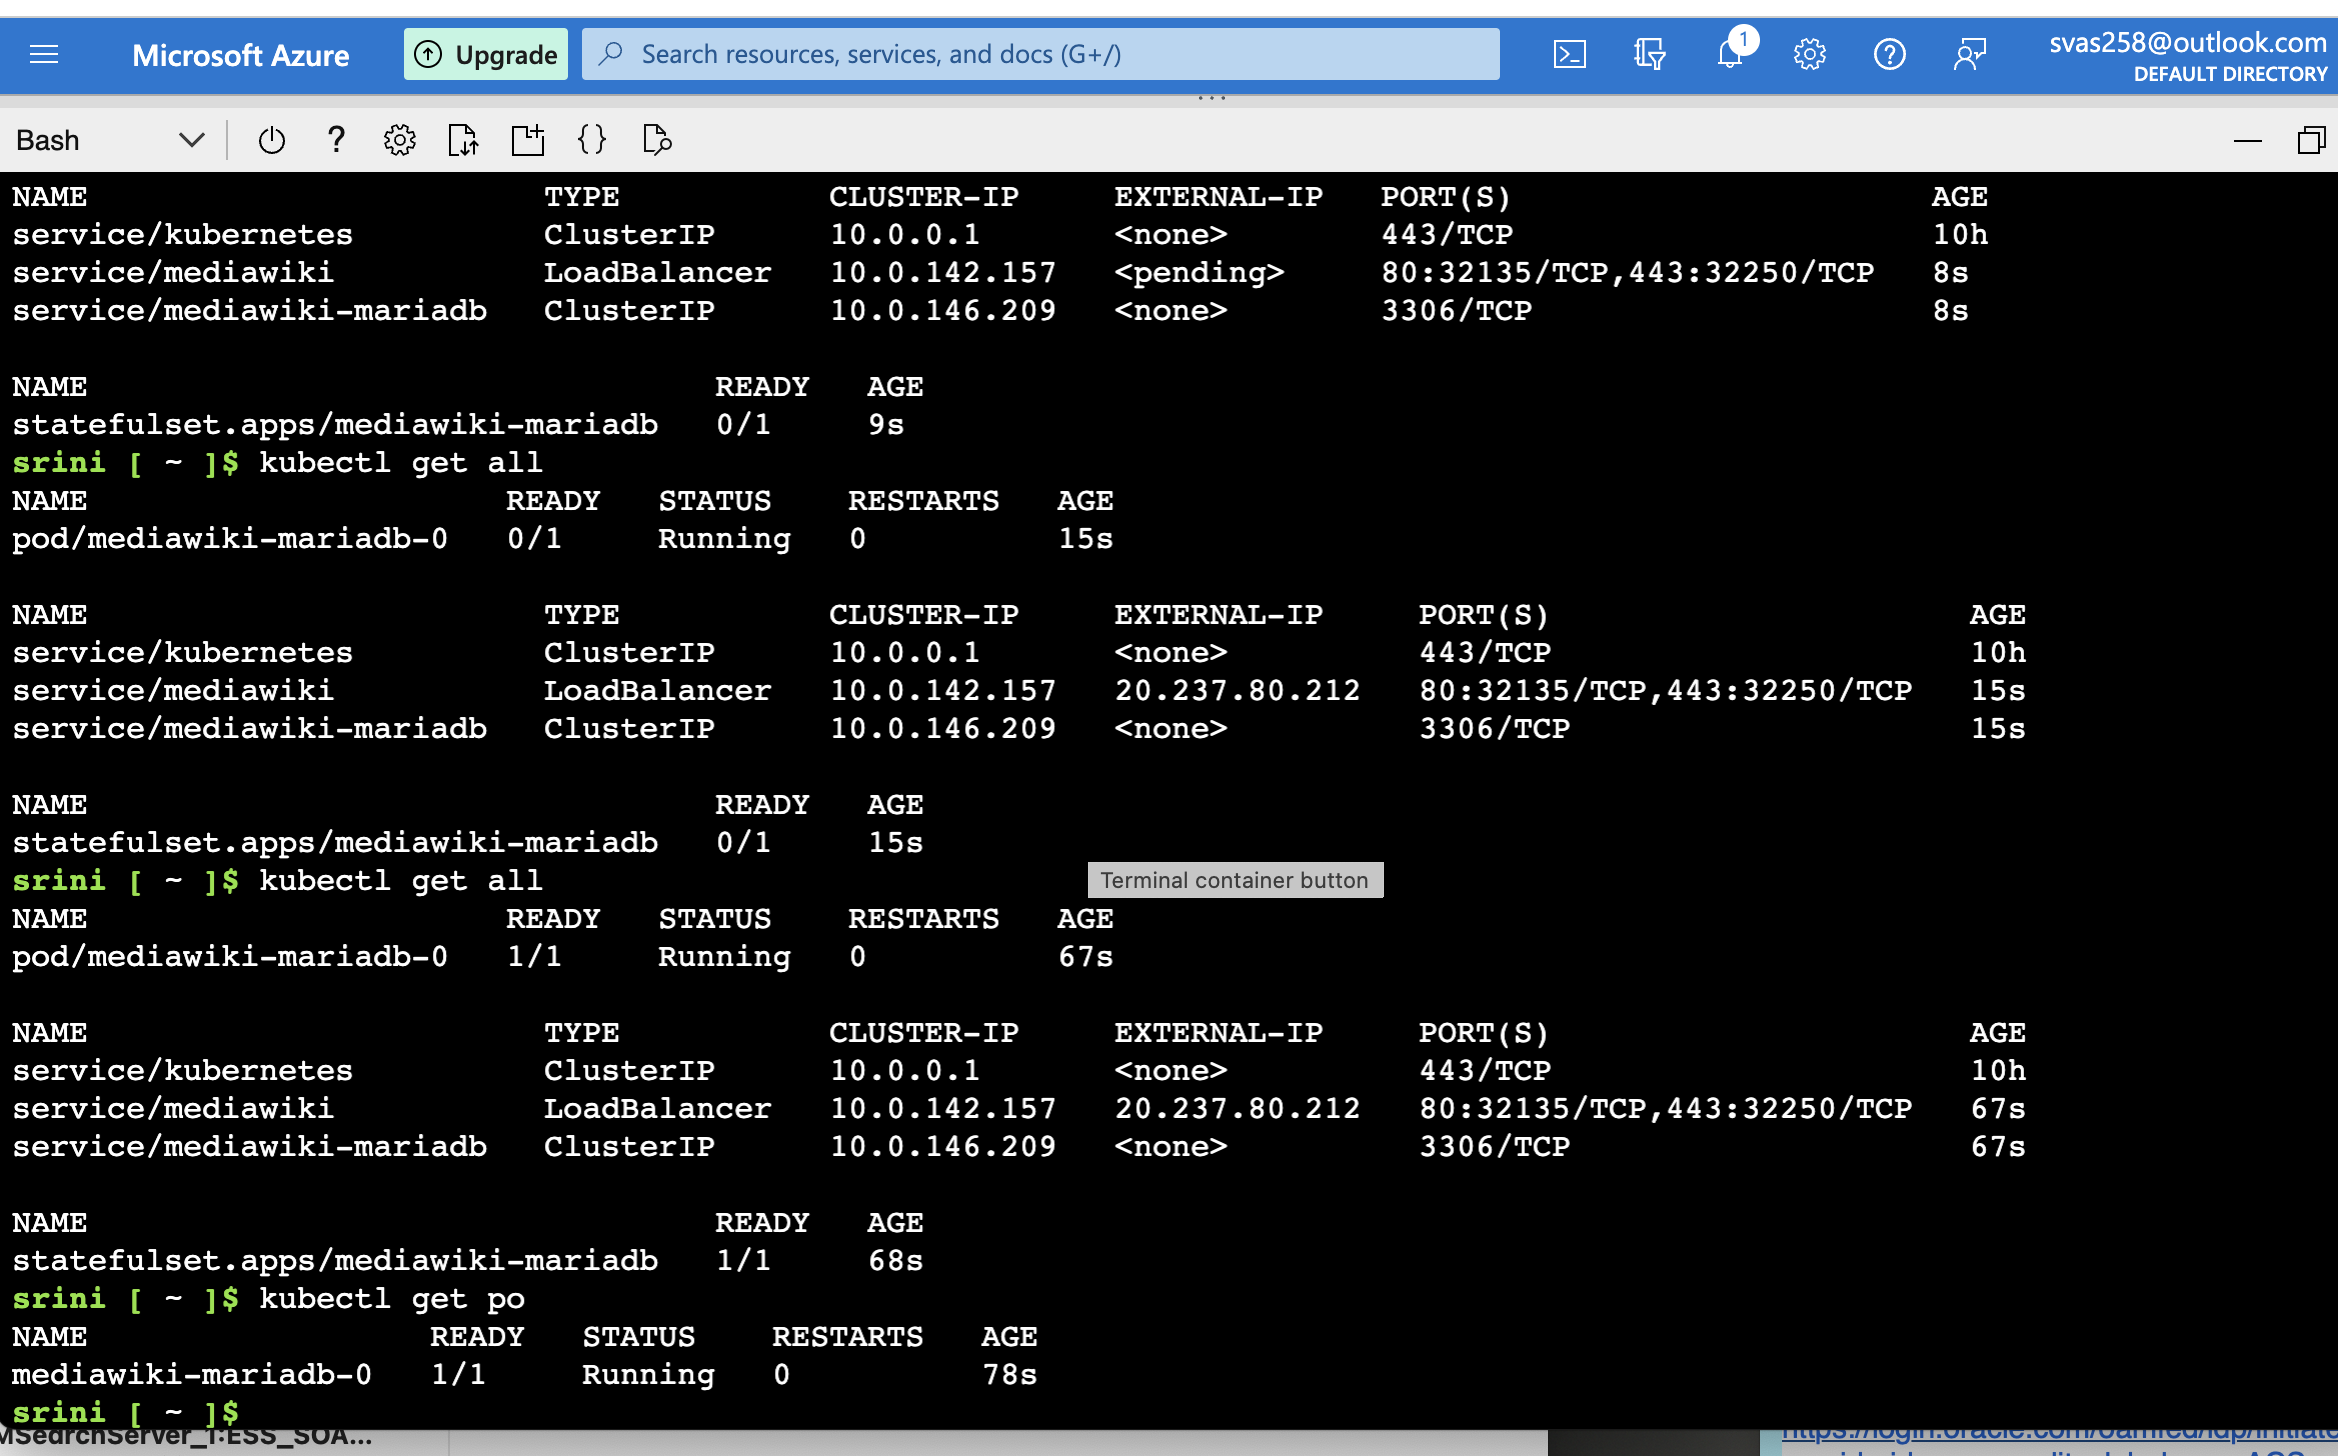 Microsoft Azure Upgrade Search resources, services, and docs (G+/) 1 svas258@outlook.com
DEFAULT DIRECTORY
Bash
NAME TYPE CLUSTER-IP EXTERNAL-IP PORT(S) AGE
service/kubernetes ClusterIP 10.0.0.1 <none> 443/TCP 10h
service/mediawiki LoadBalancer 10.0.142.157 <pending> 80:32135/TCP,443:32250/TCP 8s
service/mediawiki-mariadb ClusterIP 10.0.146.209 <none> 3306/TCP 8s
NAME READY AGE
statefulset.apps/mediawiki-mariadb 0/1 9s
srini [ ~ ]$ kubectl get all
NAME READY STATUS RESTARTS AGE
pod/mediawiki-mariadb-0 0/1 Running 0 15s
NAME TYPE CLUSTER-IP EXTERNAL-IP PORT(S) AGE
service/kubernetes ClusterIP 10.0.0.1 <none> 443/TCP 10h
service/mediawiki LoadBalancer 10.0.142.157 20.237.80.212 80:32135/TCP,443:32250/TCP 15s
service/mediawiki-mariadb ClusterIP 10.0.146.209 <none> 3306/TCP 15s
NAME READY AGE
statefulset.apps/mediawiki-mariadb 0/1 15s
srini [ ~ ]$ kubectl get all Terminal container button
NAME READY STATUS RESTARTS AGE
pod/mediawiki-mariadb-0 1/1 Running 0 67s
NAME TYPE CLUSTER-IP EXTERNAL-IP PORT(S) AGE
service/kubernetes ClusterIP 10.0.0.1 <none> 443/TCP 10h
service/mediawiki LoadBalancer 10.0.142.157 20.237.80.212 80:32135/TCP,443:32250/TCP 67s
service/mediawiki-mariadb ClusterIP 10.0.146.209 <none> 3306/TCP 67s
NAME READY AGE
statefulset.apps/mediawiki-mariadb 1/1 68s
srini [ ~ ]$ kubectl get po
NAME READY STATUS RESTARTS AGE
mediawiki-mariadb-0 1/1 Running 0 78s
srini [ ~ ]$
MSearchServer_1:ESS_SOA... https://login.oracle.com/oamfed/idp/initiate